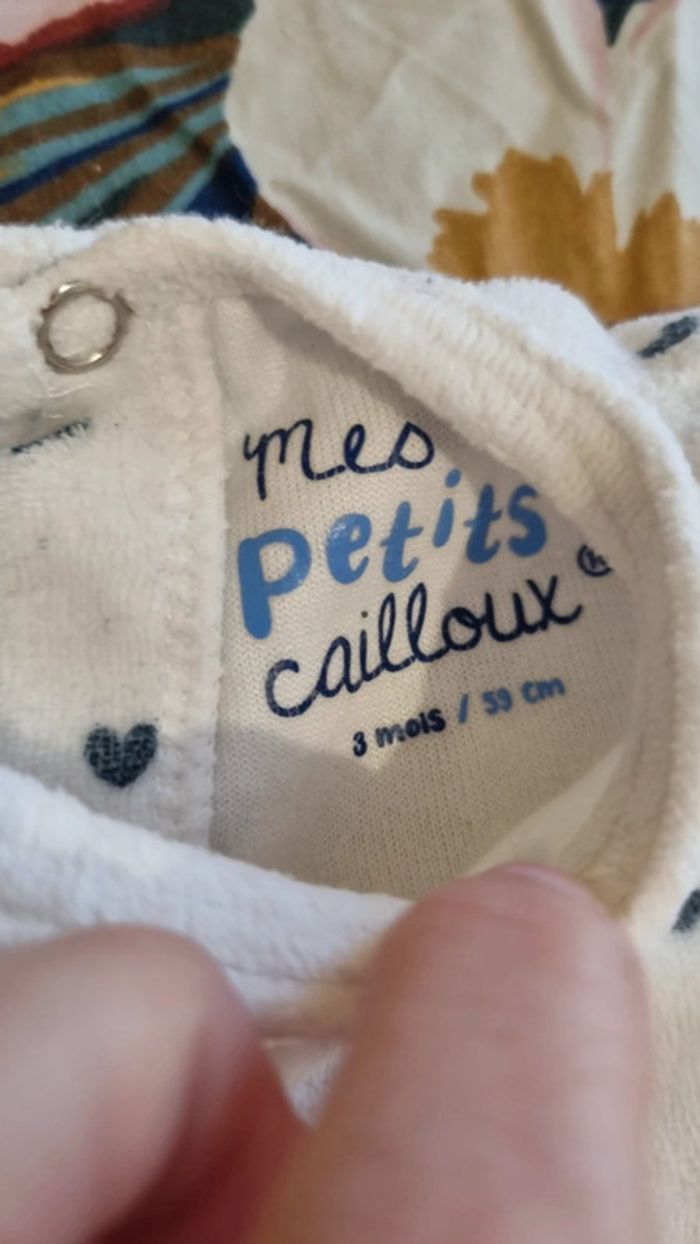 mes
petits
cailloux ®
3 mois / 59 cm